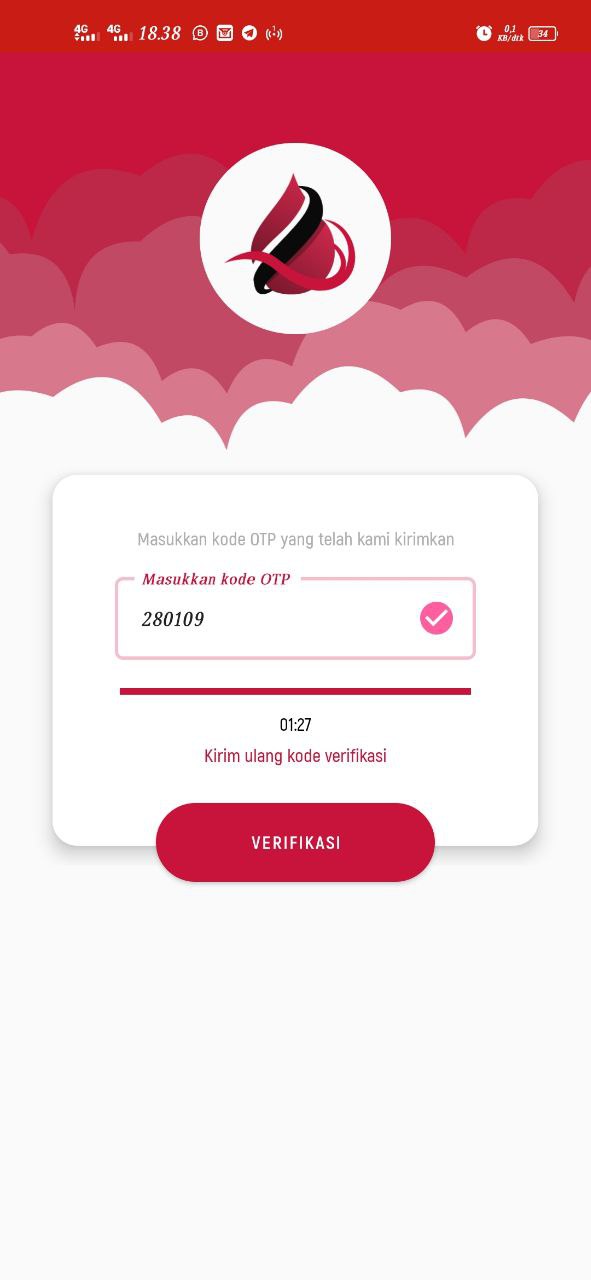 4G 4G 18.38 0,1 KB/dtk 34
Masukkan kode OTP yang telah kami kirimkan
Masukkan kode OTP
280109
01:27
Kirim ulang kode verifikasi
VERIFIKASI